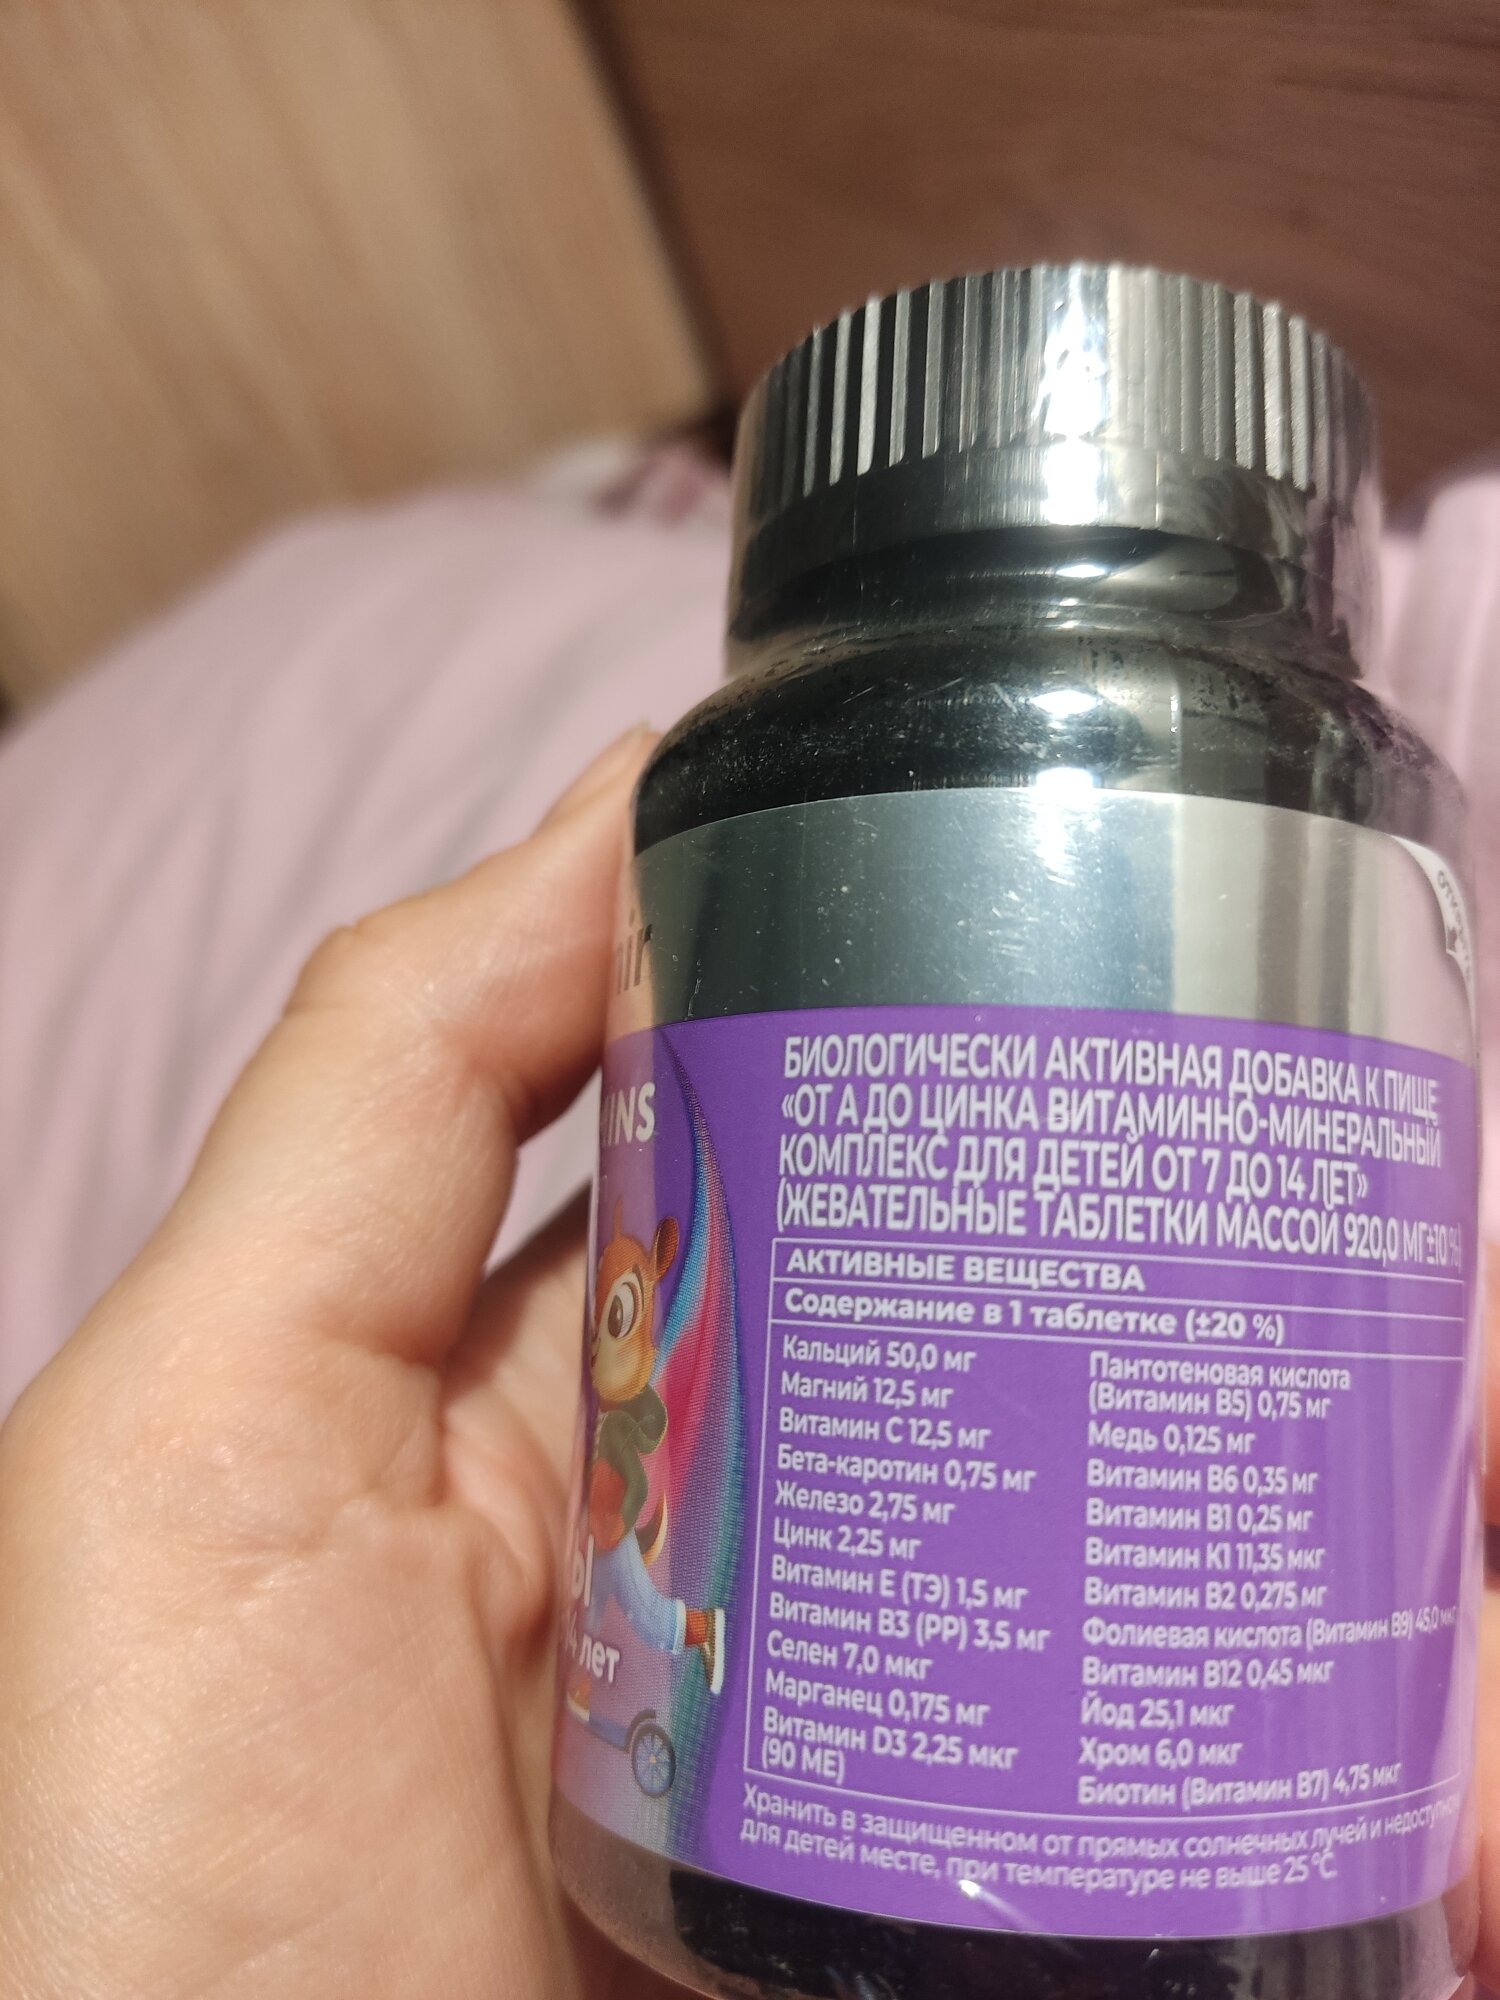 MINS
ы
лет
БИОЛОГИЧЕСКИ АКТИВНАЯ ДОБАВКА К ПИЩЕ
«ОТ А ДО ЦИНКА ВИТАМИННО-МИНЕРАЛЬНЫЙ
КОМПЛЕКС ДЛЯ ДЕТЕЙ ОТ 7 ДО 14 ЛЕТ»
(ЖЕВАТЕЛЬНЫЕ ТАБЛЕТКИ МАССОЙ 920,0 МГ±10 %)
АКТИВНЫЕ ВЕЩЕСТВА
Содержание в 1 таблетке (±20 %)
Кальций 50,0 мг
Магний 12,5 мг
Витамин С 12,5 мг
Бета-каротин 0,75 мг
Железо 2,75 мг
Цинк 2,25 мг
Витамин Е (ТЭ) 1,5 мг
Витамин В3 (РР) 3,5 мг
Селен 7,0 мкг
Марганец 0,175 мг
Витамин D3 2,25 мкг
(90 МЕ)
Пантотеновая кислота
(Витамин В5) 0,75 мг
Медь 0,125 мг
Витамин В6 0,35 мг
Витамин В1 0,25 мг
Витамин К1 11,35 мкг
Витамин В2 0,275 мг
Фолиевая кислота (Витамин В9) 45,0 мкг
Витамин В12 0,45 мкг
Йод 25,1 мкг
Хром 6,0 мкг
Биотин (Витамин В7) 4,75 мкг
Хранить в защищенном от прямых солнечных лучей и недоступном
для детей месте, при температуре не выше 25 °C.